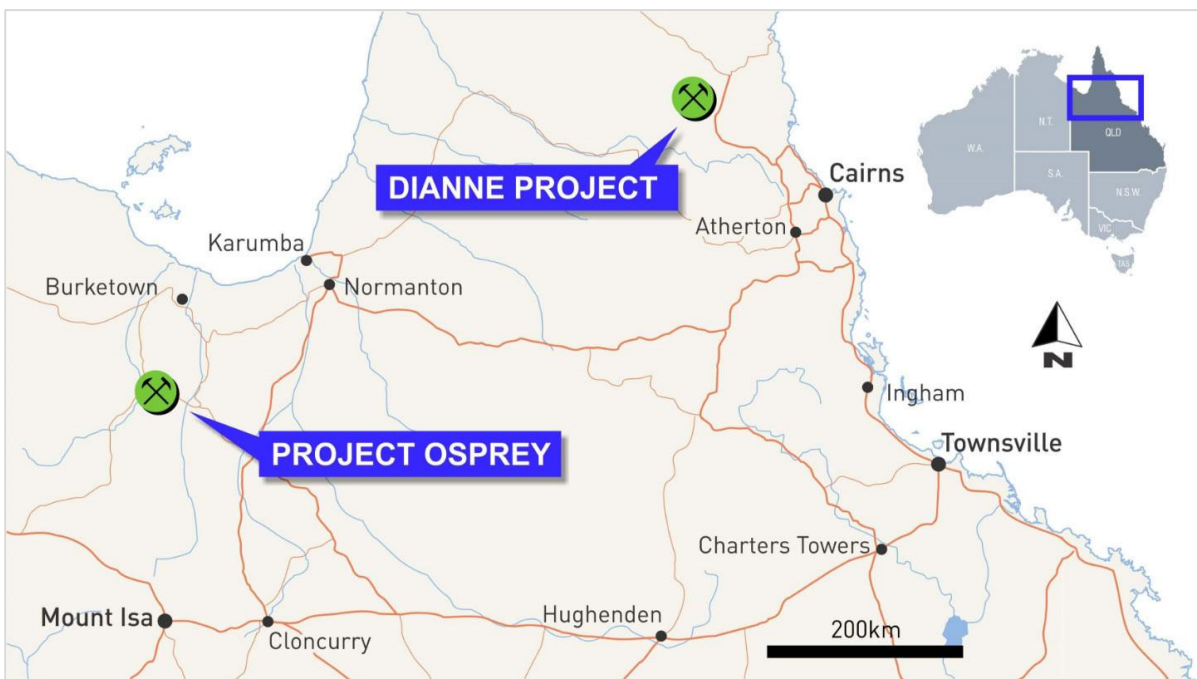 DIANNE PROJECT
Cairns
Atherton
Karumba
Burketown
Normanton
Ingham
PROJECT OSPREY
Townsville
Charters Towers
Mount Isa
Cloncurry
Hughenden
200km
W.A.
N.T.
QLD
S.A.
N.S.W.
VIC
TAS
N